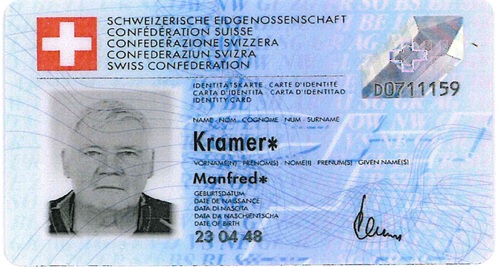 SCHWEIZERISCHE EIDGENOSSENSCHAFT
CONFÉDÉRATION SUISSE
CONFEDERAZIONE SVIZZERA
CONFEDERAZIUN SVIZRA
SWISS CONFEDERATION
IDENTITÄTSKARTE CARTE D'IDENTITÉ
CARTA D'IDENTITÀ CARTA D'IDENTITAD
IDENTITY CARD
D0711159
NAME NOM COGNOME NUM SURNAME
Kramer*
VORNAME(N) PRENOM(S) NOME(I) PRENUM(S) GIVEN NAME(S)
Manfred*
GEBURTSDATUM
DATE DE NAISSANCE
DATA DI NASCITA
DATA DA NASCHIENTSCHA
DATE OF BIRTH
23 04 48